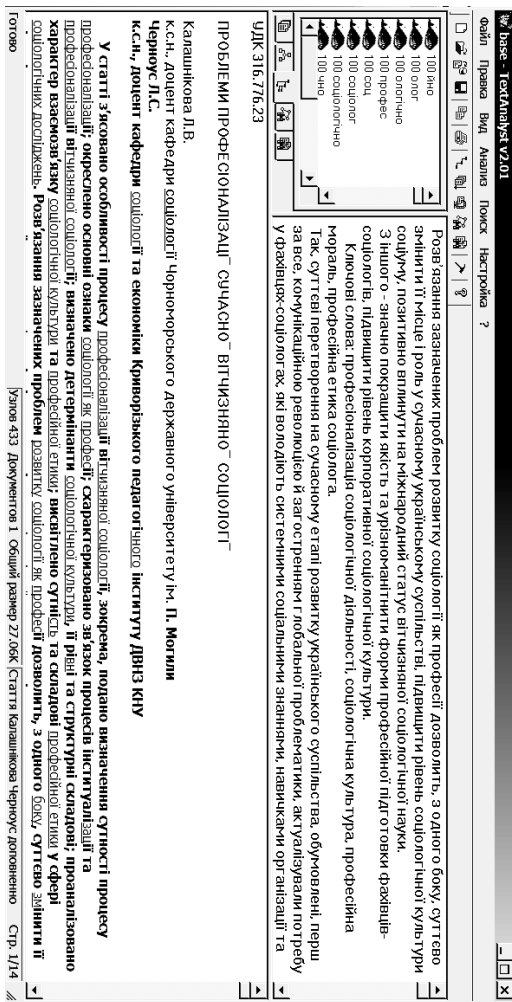 base - TextAnalyst v2.01
Файл Правка Вид Анализ Поиск Настройка ?
100 йно
100 олог
100 ологічно
100 профес
100 соц
100 соціолог
100 соціологічно
100 чно
Розв'язання зазначених проблем розвитку соціології як професії дозволить, з одного боку, суттєво
змінити її місце і роль у сучасному українському суспільстві, підвищити рівень соціологічної культури
соціуму, позитивно вплинути на міжнародний статус вітчизняної соціологічної науки.
З іншого - значно покращити якість та урізноманітнити форми професійної підготовки фахівців-
соціологів, підвищити рівень корпоративної соціологічної культури.
Ключові слова: професіоналізація соціологічної діяльності, соціологічна культура, професійна
мораль, професійна етика соціолога.
Так, суттєві перетворення на сучасному етапі розвитку українського суспільства, обумовлені, перш
за все, комунікаційною революцією й загостренням глобальної проблематики, актуалізували потребу
у фахівцях-соціологах, які володіють системними соціальними знаннями, навичками організації та
УДК 316.776.23
ПРОБЛЕМИ ПРОФЕСІОНАЛІЗАЦІЇ СУЧАСНОЇ ВІТЧИЗНЯНОЇ СОЦІОЛОГІЇ
Калашнікова Л.В.
к.с.н., доцент кафедри соціології Чорноморського державного університету ім. П. Могили
Черноус Л.С.
к.с.н., доцент кафедри соціології та економіки Криворізького педагогічного інституту ДВНЗ КНУ
У статті з'ясовано особливості процесу професіоналізації вітчизняної соціології, зокрема, подано визначення сутності процесу
професіоналізації; окреслено основні ознаки соціології як професії; схарактеризовано зв'язок процесів інституалізації та
професіоналізації вітчизняної соціології; визначено детермінанти соціологічної культури, її рівні та структурні складові; проаналізовано
характер взаємозв'язку соціологічної культури та професійної етики; висвітлено сутність та складові професійної етики у сфері
соціологічних досліджень. Розв'язання зазначених проблем розвитку соціології як професії дозволить, з одного боку, суттєво змінити її
Готово Узлов 433 Документов 1 Общий размер 27.06К Стаття Калашнікова Черноус доповненно Стр. 1/14